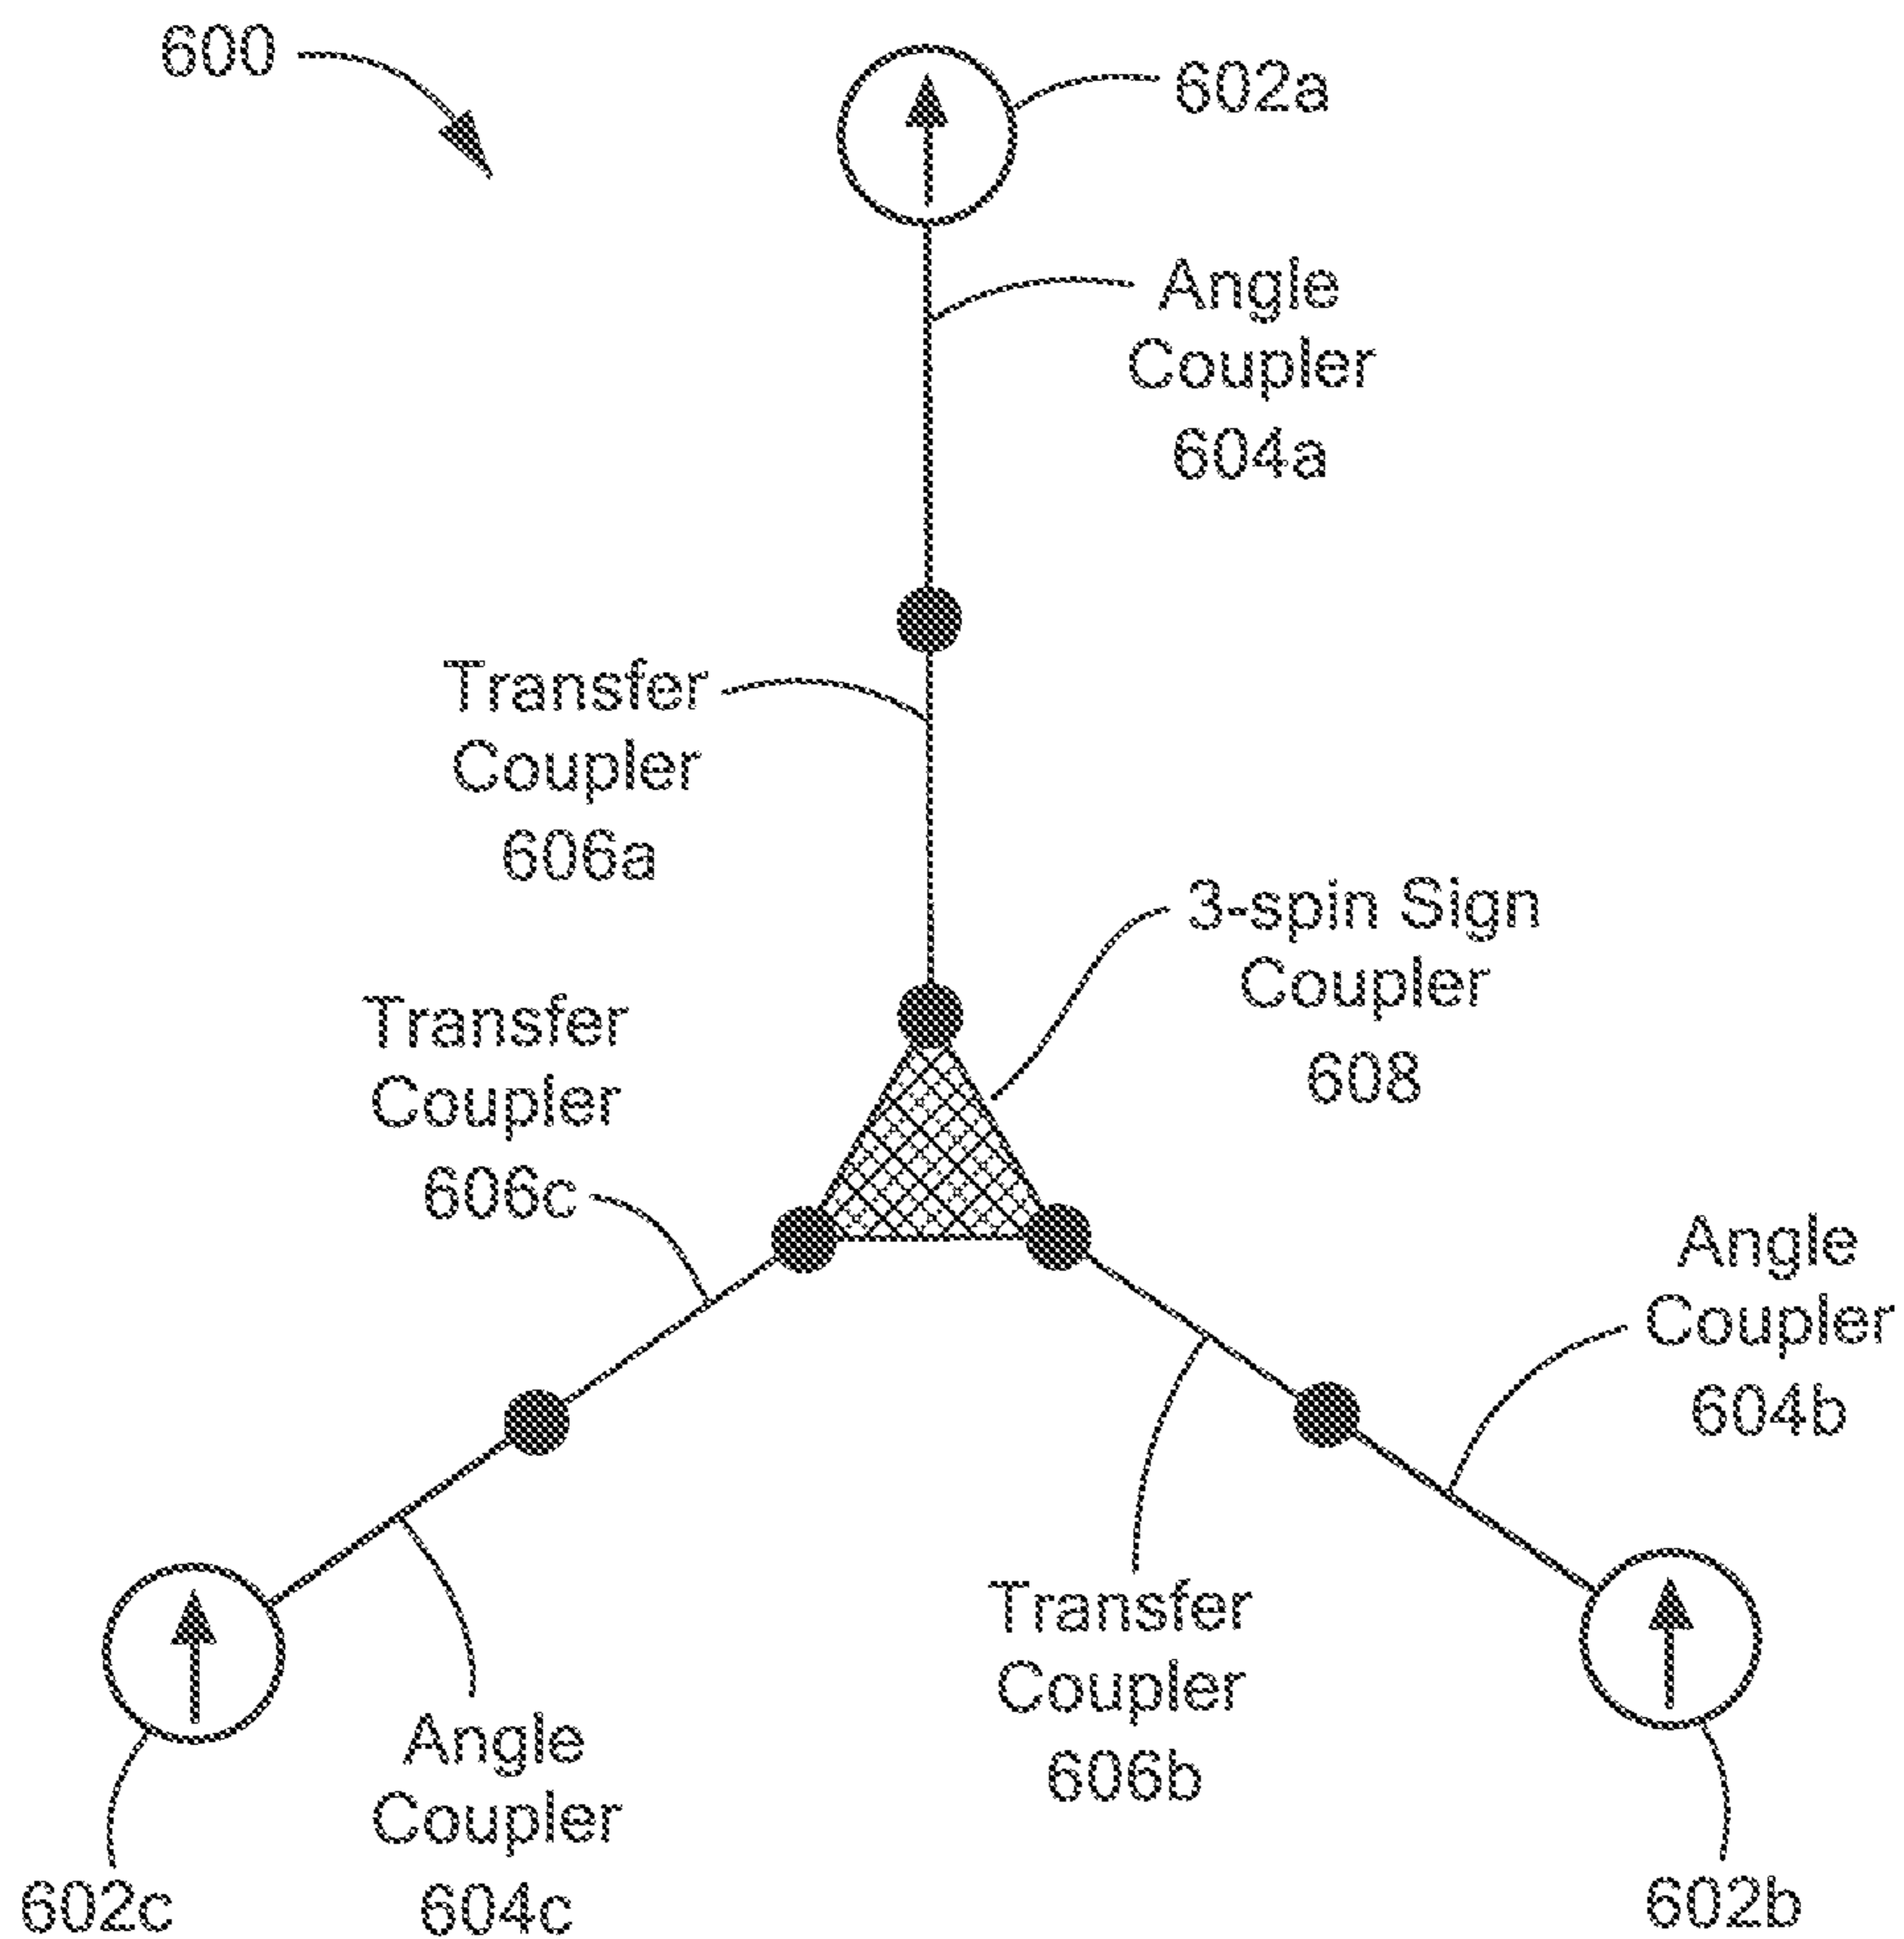 600
602a
Angle
Coupler
604a
Transfer
Coupler
606a
3-spin Sign
Coupler
608
Transfer
Coupler
606c
Angle
Coupler
604b
Transfer
Coupler
606b
Angle
Coupler
604c
602c
602b